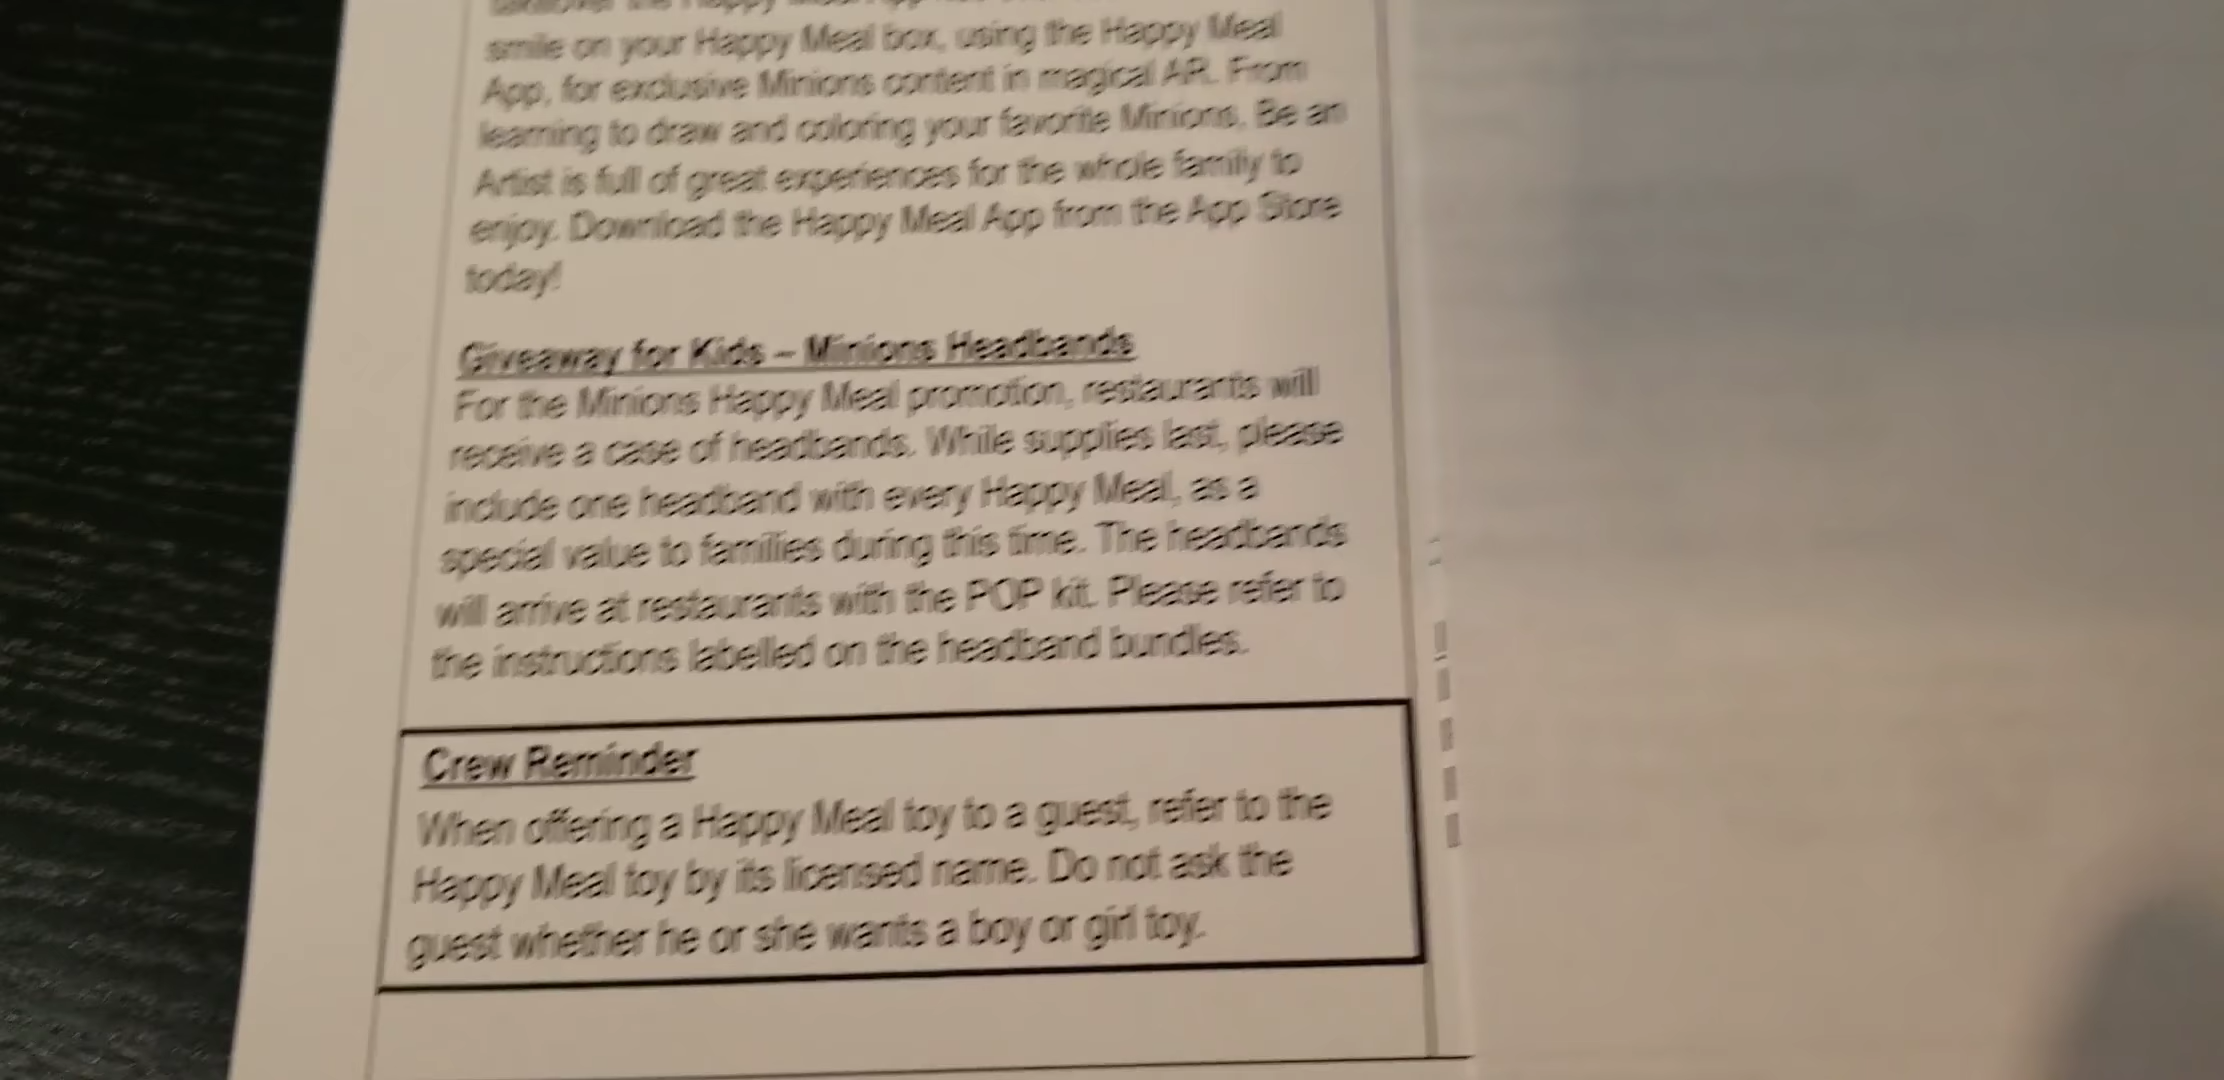 the Happy Meal App
smile on your Happy Meal box, using the Happy Meal
App, for exclusive Minions content in magical AR. From
learning to draw and coloring your favorite Minions, Be an
Artist is full of great experiences for the whole family to
enjoy. Download the Happy Meal App from the App Store
today!
Giveaway for Kids – Minions Headbands
For the Minions Happy Meal promotion, restaurants will
receive a case of headbands. While supplies last, please
include one headband with every Happy Meal, as a
special value to families during this time. The headbands
will arrive at restaurants with the POP kit. Please refer to
the instructions labelled on the headband bundles.
Crew Reminder
When offering a Happy Meal toy to a guest, refer to the
Happy Meal toy by its licensed name. Do not ask the
guest whether he or she wants a boy or girl toy.